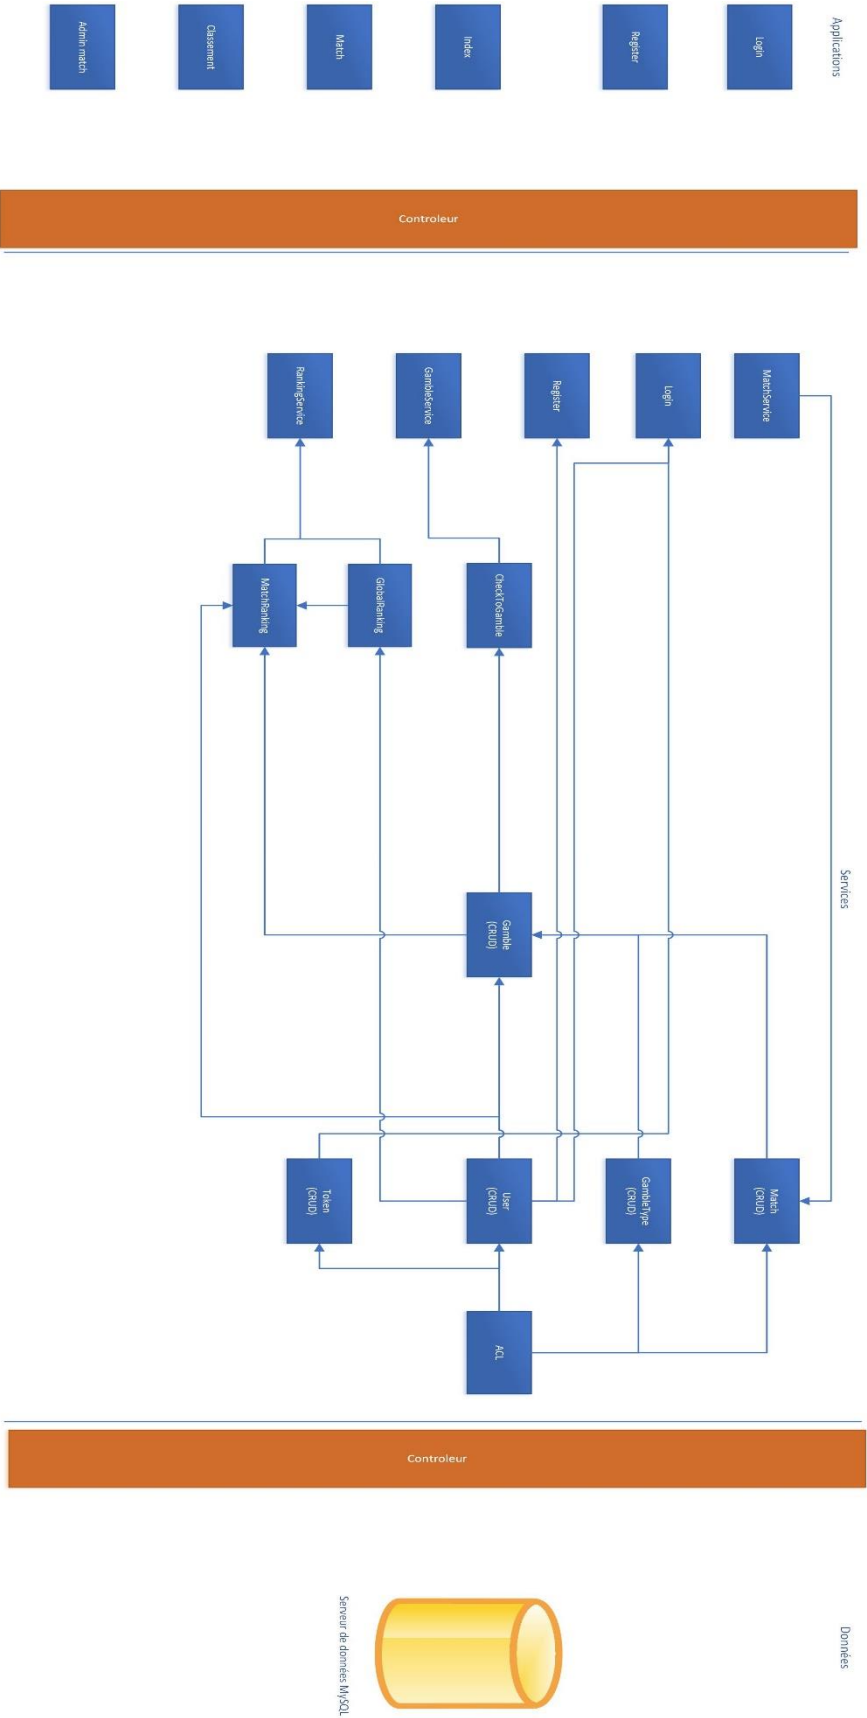 Applications
Login
Register
Index
Match
Classement
Admin match
Controleur
Services
MatchService
Login
Register
GambleService
RankingService
CheckToGamble
GlobalRanking
MatchRanking
Gamble
(CRUD)
Match
(CRUD)
GambleType
(CRUD)
User
(CRUD)
Token
(CRUD)
ACL
Controleur
Données
Serveur de données MySQL